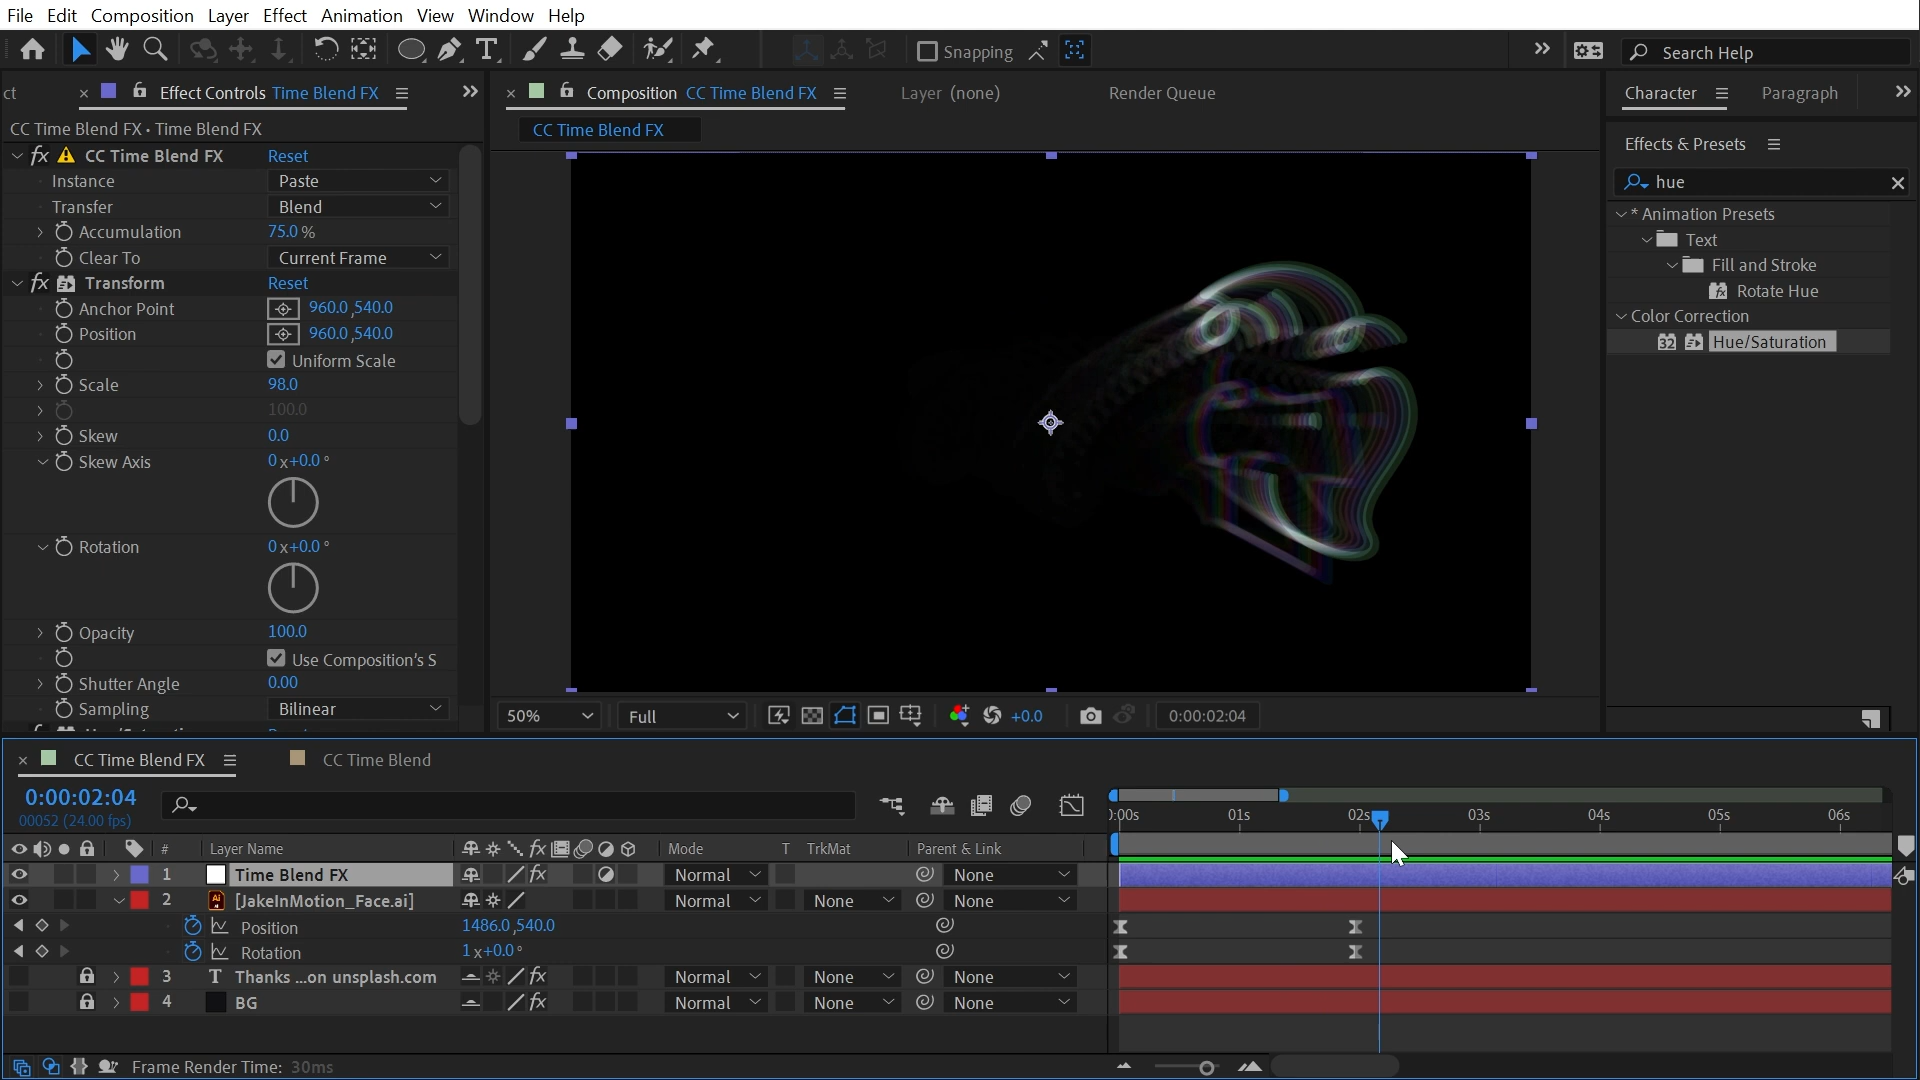 File Edit Composition Layer Effect Animation View Window Help
Snapping
Search Help
ct
Effect Controls Time Blend FX
Composition CC Time Blend FX
Layer (none)
Render Queue
Character
Paragraph
CC Time Blend FX • Time Blend FX
CC Time Blend FX
Effects & Presets
CC Time Blend FX Reset
Instance Paste
Transfer Blend
Accumulation 75.0 %
Clear To Current Frame
Transform Reset
Anchor Point 960.0,540.0
Position 960.0,540.0
Uniform Scale
Scale 98.0
100.0
Skew 0.0
Skew Axis 0x+0.0°
Rotation 0x+0.0°
Opacity 100.0
Use Composition's S
Shutter Angle 0.00
Sampling Bilinear
hue
* Animation Presets
Text
Fill and Stroke
Rotate Hue
Color Correction
32 Hue/Saturation
50% Full +0.0 0:00:02:04
CC Time Blend FX
CC Time Blend
0:00:02:04
00052 (24.00 fps)
01s 02s 03s 04s 05s 06s
# Layer Name Mode T TrkMat Parent & Link
1 Time Blend FX Normal None
2 [JakeInMotion_Face.ai] Normal None None
Position 1486.0,540.0
Rotation 1x+0.0°
3 T Thanks ...on unsplash.com Normal None None
4 BG Normal None None
Frame Render Time: 30ms